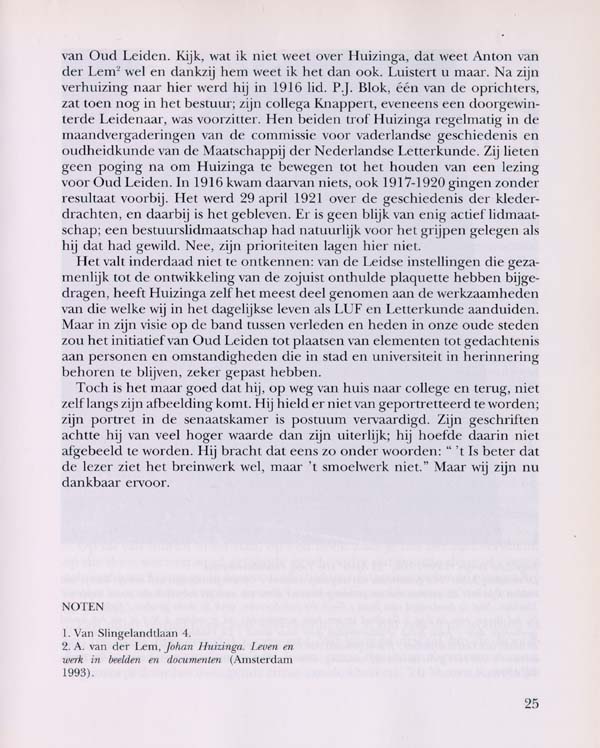 van Oud Leiden. Kijk, wat ik niet weet over Huizinga, dat weet Anton van
der Lem² wel en dankzij hem weet ik het dan ook. Luistert u maar. Na zijn
verhuizing naar hier werd hij in 1916 lid. P.J. Blok, één van de oprichters,
zat toen nog in het bestuur; zijn collega Knappert, eveneens een doorgewin-
terde Leidenaar, was voorzitter. Hen beiden trof Huizinga regelmatig in de
maandvergaderingen van de commissie voor vaderlandse geschiedenis en
oudheidkunde van de Maatschappij der Nederlandse Letterkunde. Zij lieten
geen poging na om Huizinga te bewegen tot het houden van een lezing
voor Oud Leiden. In 1916 kwam daarvan niets, ook 1917-1920 gingen zonder
resultaat voorbij. Het werd 29 april 1921 over de geschiedenis der kleder-
drachten, en daarbij is het gebleven. Er is geen blijk van enig actief lidmaat-
schap; een bestuurslidmaatschap had natuurlijk voor het grijpen gelegen als
hij dat had gewild. Nee, zijn prioriteiten lagen hier niet.
Het valt inderdaad niet te ontkennen: van de Leidse instellingen die geza-
menlijk tot de ontwikkeling van de zojuist onthulde plaquette hebben bijge-
dragen, heeft Huizinga zelf het meest deel genomen aan de werkzaamheden
van die welke wij in het dagelijkse leven als LUF en Letterkunde aanduiden.
Maar in zijn visie op de band tussen verleden en heden in onze oude steden
zou het initiatief van Oud Leiden tot plaatsen van elementen tot gedachtenis
aan personen en omstandigheden die in stad en universiteit in herinnering
behoren te blijven, zeker gepast hebben.
Toch is het maar goed dat hij, op weg van huis naar college en terug, niet
zelf langs zijn afbeelding komt. Hij hield er niet van geportretteerd te worden;
zijn portret in de senaatskamer is postuum vervaardigd. Zijn geschriften
achtte hij van veel hoger waarde dan zijn uiterlijk; hij hoefde daarin niet
afgebeeld te worden. Hij bracht dat eens zo onder woorden: “ ’t Is beter dat
de lezer ziet het breinwerk wel, maar ’t smoelwerk niet.” Maar wij zijn nu
dankbaar ervoor.
NOTEN
1. Van Slingelandtlaan 4.
2. A. van der Lem, Johan Huizinga. Leven en
werk in beelden en documenten (Amsterdam
1993).
25